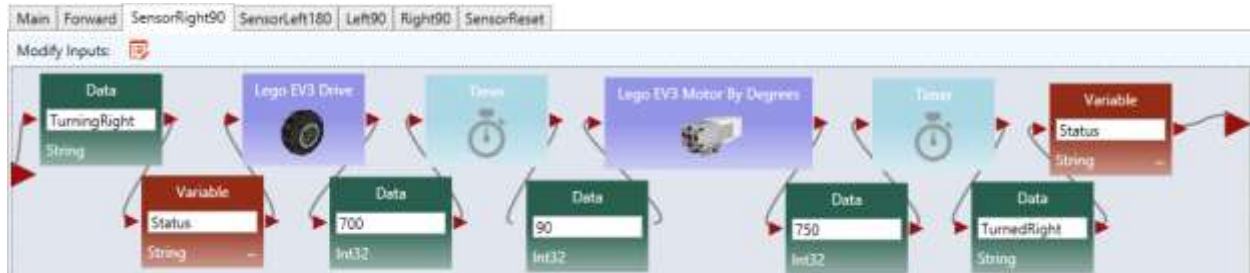 Main Forward SensorRight90 SensorLeft180 Left90 Right90 SensorReset
Modify Inputs:
Data
TurningRight
String
Variable
Status
String
Lego EV3 Drive
Data
700
Int32
Timer
Data
90
Int32
Lego EV3 Motor By Degrees
Data
750
Int32
Timer
Data
TurnedRight
String
Variable
Status
String